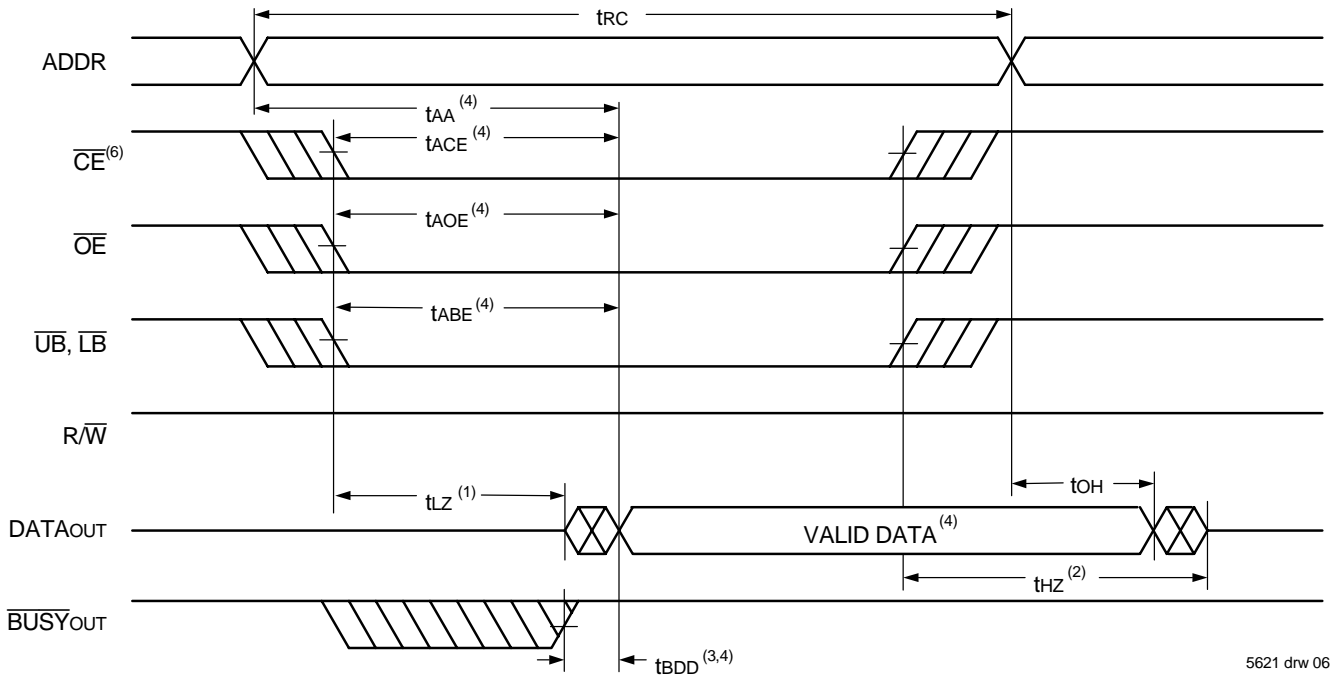 tRC
ADDR
tAA (4)
CE(6)
tACE (4)
OE
tAOE (4)
UB, LB
tABE (4)
R/W
tLZ (1)
tOH
DATAOUT
VALID DATA(4)
tHZ (2)
BUSYOUT
tBDD (3,4)
5621 drw 06